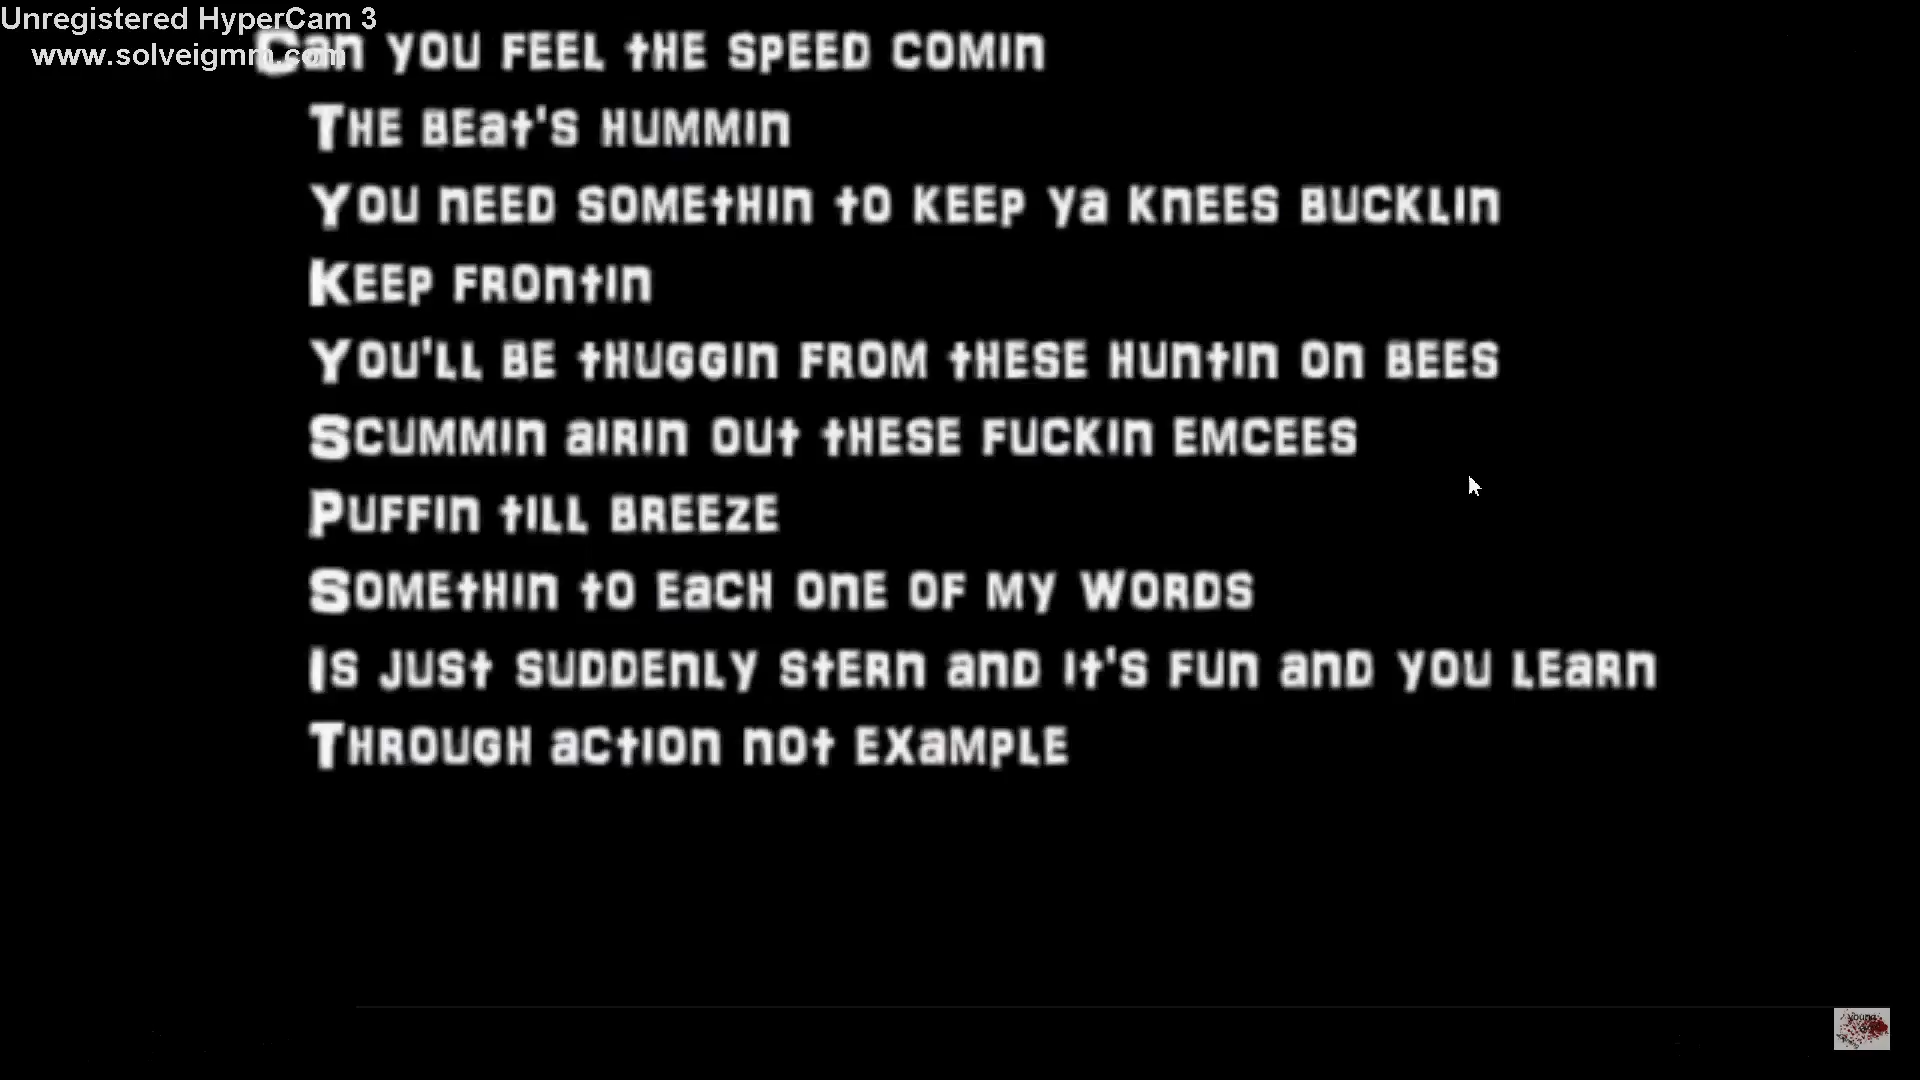 Unregistered HyperCam 3
www.solveigmm.com
Can you feel the speed comin
The beat's hummin
You need somethin to keep ya knees bucklin
Keep frontin
You'll be thuggin from these huntin on bees
Scummin airin out these fuckin emcees
Puffin till breeze
Somethin to each one of my words
Is just suddenly stern and it's fun and you learn
Through action not example
young